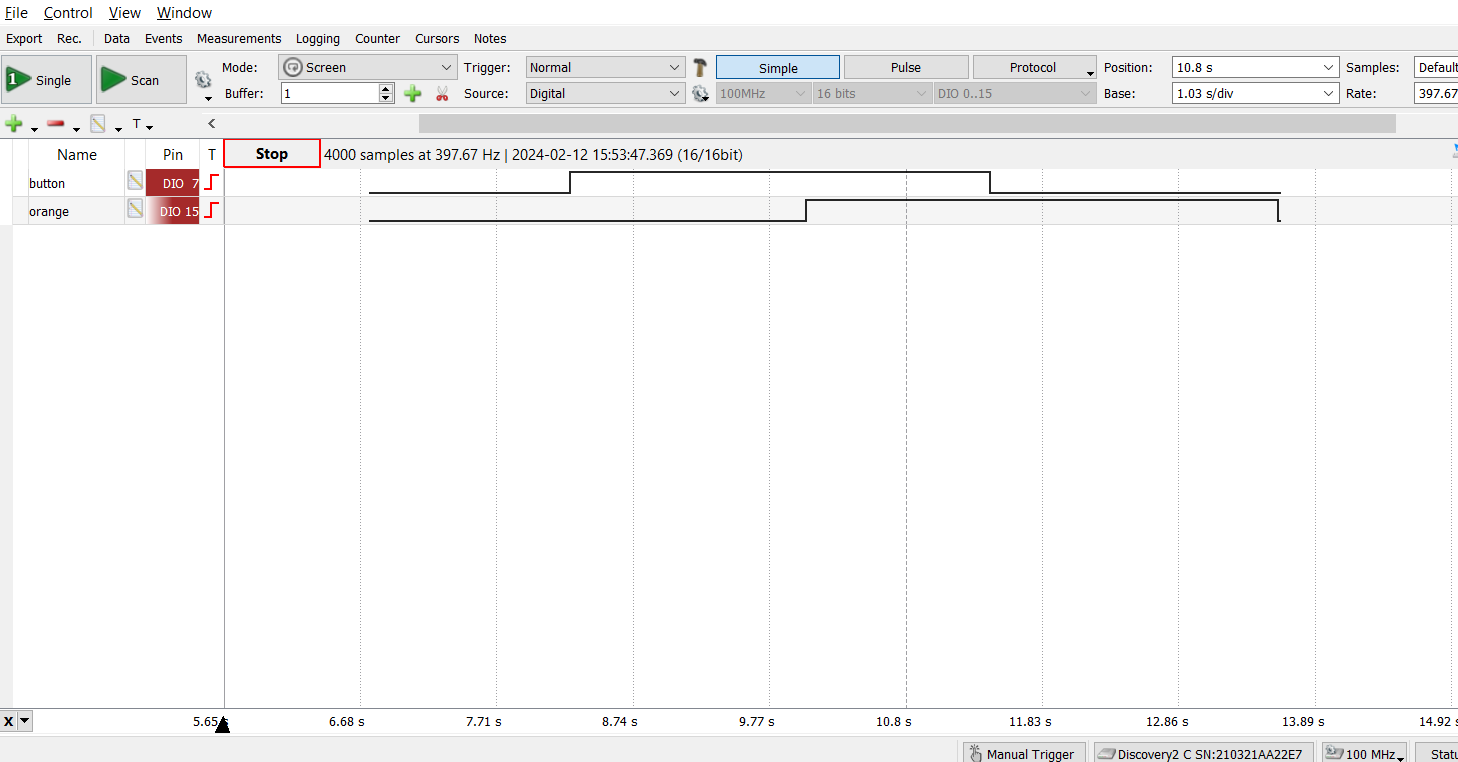 File Control View Window
Export Rec. Data Events Measurements Logging Counter Cursors Notes
1 Single Scan Mode: Screen Trigger: Normal Simple Pulse Protocol Position: 10.8 s Samples: Default
Buffer: 1 Source: Digital 100MHz 16 bits DIO 0..15 Base: 1.03 s/div Rate: 397.67
T <
Name Pin T Stop 4000 samples at 397.67 Hz | 2024-02-12 15:53:47.369 (16/16bit)
button DIO 7
orange DIO 15
X 5.65 s 6.68 s 7.71 s 8.74 s 9.77 s 10.8 s 11.83 s 12.86 s 13.89 s 14.92 s
Manual Trigger Discovery2 C SN:210321AA22E7 100 MHz Statu